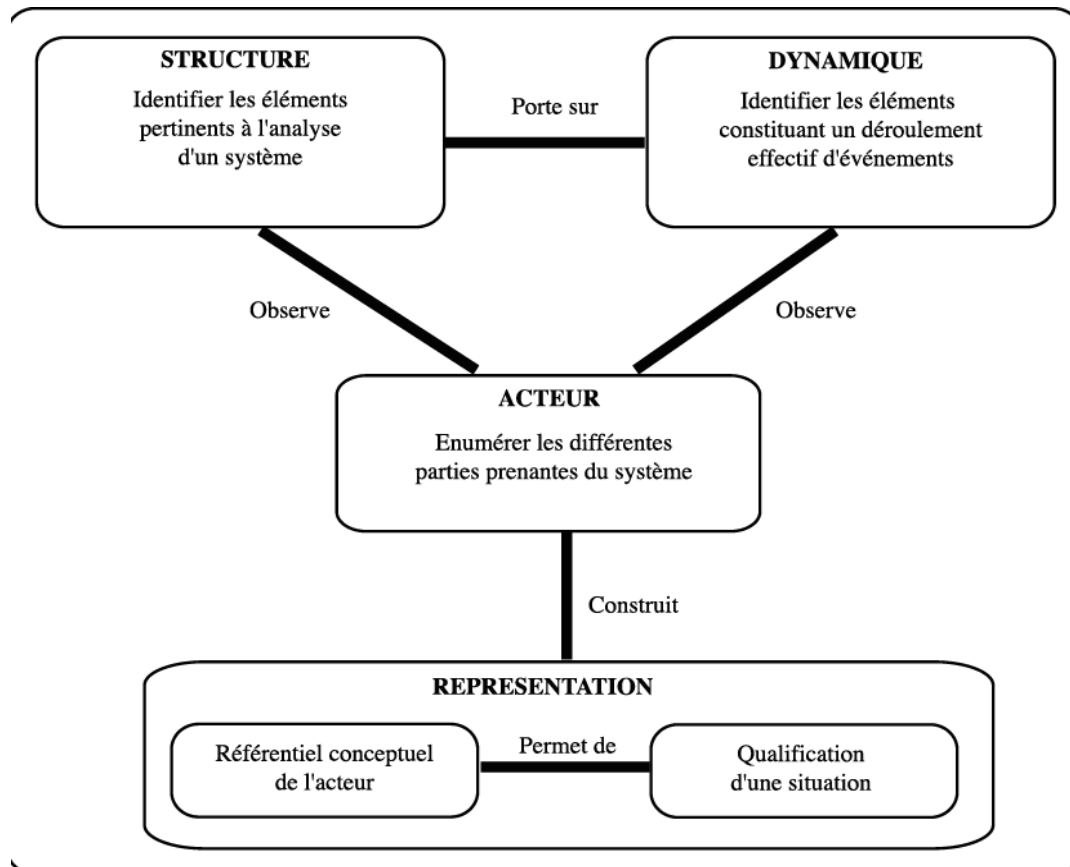 STRUCTURE
Identifier les éléments
pertinents à l'analyse
d'un système
Porte sur
DYNAMIQUE
Identifier les éléments
constituant un déroulement
effectif d'événements
Observe
Observe
ACTEUR
Enumérer les différentes
parties prenantes du système
Construit
REPRESENTATION
Référentiel conceptuel
de l'acteur
Permet de
Qualification
d'une situation